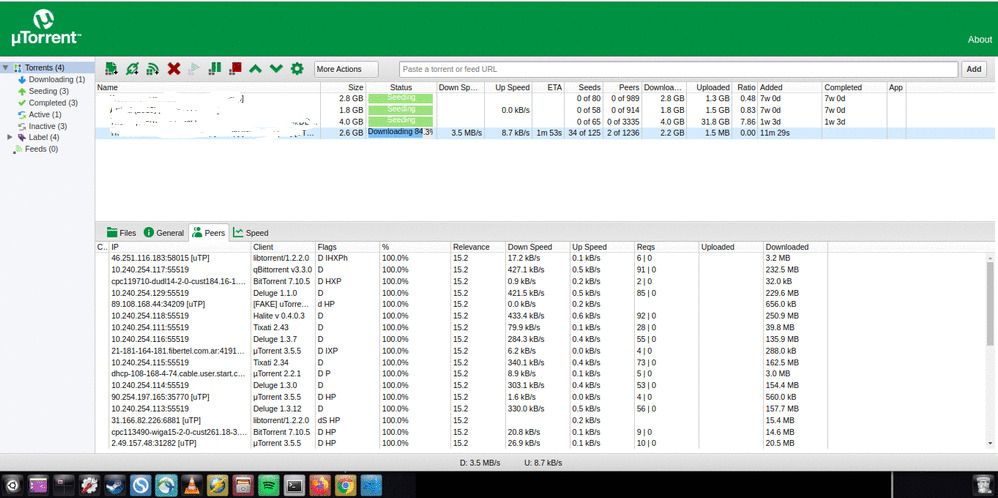 µTorrent™
About
Torrents (4)
Downloading (1)
Seeding (3)
Completed (3)
Active (1)
Inactive (3)
Label (4)
Feeds (0)
More Actions Paste a torrent or feed URL Add
Name Size Status Down Sp... Up Speed ETA Seeds Peers Downloa... Uploaded Ratio Added Completed App
2.8 GB Seeding 0 of 80 0 of 989 2.8 GB 1.3 GB 0.48 7w 0d 7w 0d
1.8 GB Seeding 0.0 kB/s 0 of 58 0 of 914 1.8 GB 1.5 GB 0.83 7w 0d 7w 0d
4.0 GB Seeding 0 of 65 0 of 3335 4.0 GB 31.8 GB 7.86 1w 3d 1w 3d
T... 2.6 GB Downloading 84.3% 3.5 MB/s 8.7 kB/s 1m 53s 34 of 125 2 of 1236 2.2 GB 1.5 MB 0.00 11m 29s
Files General Peers Speed
C... IP Client Flags % Relevance Down Speed Up Speed Reqs Uploaded Downloaded
46.251.116.183:58015 [uTP] libtorrent/1.2.2.0 D IHXPh 100.0% 15.2 17.2 kB/s 0.1 kB/s 6 | 0 3.2 MB
10.240.254.117:55519 qBittorrent v3.3.0 D 100.0% 15.2 427.1 kB/s 0.5 kB/s 91 | 0 232.5 MB
cpc119710-dudl14-2-0-cust184.16-1.... BitTorrent 7.10.5 D HXP 100.0% 15.2 0.9 kB/s 0.2 kB/s 2 | 0 32.0 kB
10.240.254.129:55519 Deluge 1.1.0 D 100.0% 15.2 421.5 kB/s 0.5 kB/s 85 | 0 229.6 MB
89.108.168.44:34209 [uTP] [FAKE] uTorre... d HP 100.0% 15.2 0.0 kB/s 0.2 kB/s 656.0 kB
10.240.254.118:55519 Halite v 0.4.0.3 D 100.0% 15.2 433.4 kB/s 0.6 kB/s 92 | 0 250.9 MB
10.240.254.111:55519 Tixati 2.43 D 100.0% 15.2 79.9 kB/s 0.1 kB/s 28 | 0 39.8 MB
10.240.254.116:55519 Deluge 1.3.7 D 100.0% 15.2 284.3 kB/s 0.4 kB/s 55 | 0 135.9 MB
21-181-164-181.fibertel.com.ar:4191... µTorrent 3.5.5 D IXP 100.0% 15.2 6.2 kB/s 0.0 kB/s 4 | 0 288.0 kB
10.240.254.115:55519 Tixati 2.34 D 100.0% 15.2 340.1 kB/s 0.4 kB/s 73 | 0 162.5 MB
dhcp-108-168-4-74.cable.user.start.c... µTorrent 2.2.1 D P 100.0% 15.2 8.9 kB/s 0.1 kB/s 5 | 0 3.0 MB
10.240.254.114:55519 Deluge 1.3.0 D 100.0% 15.2 303.1 kB/s 0.4 kB/s 53 | 0 154.4 MB
90.254.197.165:35770 [uTP] µTorrent 3.5.5 D HP 100.0% 15.2 1.6 kB/s 0.0 kB/s 4 | 0 560.0 kB
10.240.254.113:55519 Deluge 1.3.12 D 100.0% 15.2 330.0 kB/s 0.5 kB/s 56 | 0 157.7 MB
31.166.82.226:6881 [uTP] libtorrent/1.2.2.0 dS HP 100.0% 15.2 0.2 kB/s 15.4 MB
cpc113490-wiga15-2-0-cust261.18-3.... BitTorrent 7.10.5 D HP 100.0% 15.2 20.8 kB/s 0.1 kB/s 9 | 0 14.6 MB
2.49.157.48:31282 [uTP] µTorrent 3.5.5 D HP 100.0% 15.2 26.9 kB/s 0.1 kB/s 10 | 0 20.5 MB
D: 3.5 MB/s U: 8.7 kB/s